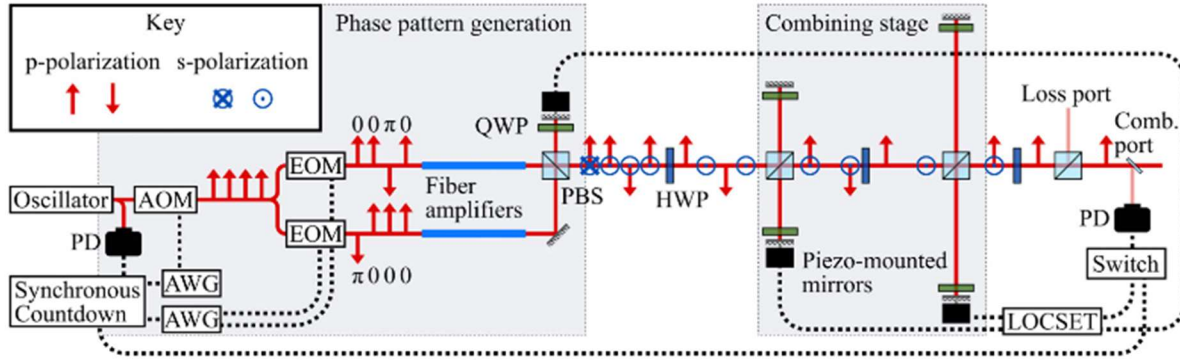 Key
p-polarization s-polarization
Phase pattern generation
Combining stage
Loss port
Comb.
port
QWP
0 0 π 0
EOM
Fiber
amplifiers
PBS
HWP
Oscillator
AOM
EOM
PD
π 0 0 0
AWG
Synchronous
Countdown
AWG
Piezo-mounted
mirrors
PD
Switch
LOCSET